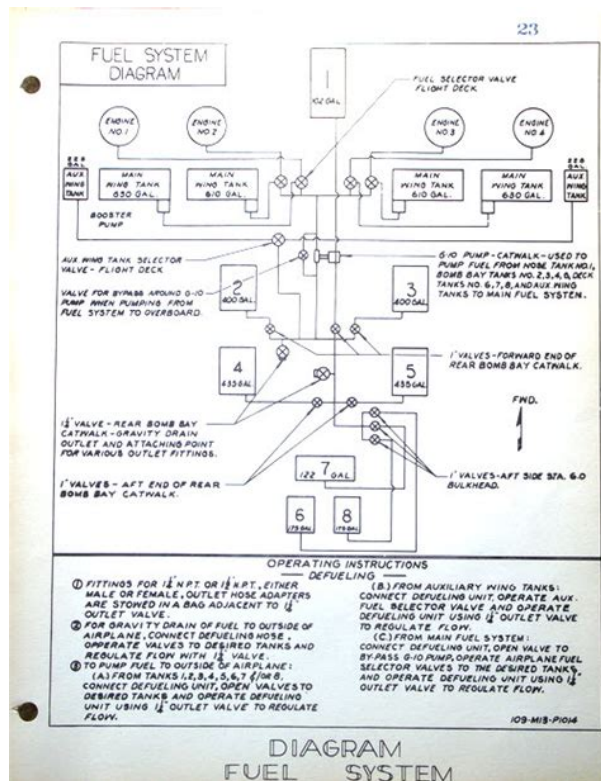 23
FUEL SYSTEM
DIAGRAM
1
102 GAL.
FUEL SELECTOR VALVE
FLIGHT DECK
ENGINE
NO.1
ENGINE
NO.2
ENGINE
NO.3
ENGINE
NO.4
GAL.
AUX
WING
TANK
MAIN
WING TANK
650 GAL.
MAIN
WING TANK
610 GAL.
MAIN
WING TANK
610 GAL.
MAIN
WING TANK
650 GAL.
GAL.
AUX
WING
TANK
BOOSTER
PUMP
AUX. WING TANK SELECTOR
VALVE - FLIGHT DECK
VALVE FOR BYPASS AROUND G-10
PUMP WHEN PUMPING FROM
FUEL SYSTEM TO OVERBOARD.
G-10 PUMP - CATWALK - USED TO
PUMP FUEL FROM NOSE TANK NO.1,
BOMB BAY TANKS NO. 2,3,4,5, DECK
TANKS NO. 6,7,8, AND AUX. WING
TANKS TO MAIN FUEL SYSTEM.
2
400 GAL.
3
400 GAL.
4
435 GAL
5
435 GAL
1" VALVES - FORWARD END OF
REAR BOMB BAY CATWALK.
1½" VALVE - REAR BOMB BAY
CATWALK - GRAVITY DRAIN
OUTLET AND ATTACHING POINT
FOR VARIOUS OUTLET FITTINGS.
FWD.
1" VALVES - AFT END OF REAR
BOMB BAY CATWALK.
1" VALVES - AFT SIDE STA. 6.0
BULKHEAD.
7
122 GAL
6
175 GAL
8
175 GAL
OPERATING INSTRUCTIONS
DEFUELING
① FITTINGS FOR 1¼" N.P.T. OR 1½" N.P.T., EITHER
MALE OR FEMALE, OUTLET HOSE ADAPTERS
ARE STOWED IN A BAG ADJACENT TO 1½"
OUTLET VALVE.
② FOR GRAVITY DRAIN OF FUEL TO OUTSIDE OF
AIRPLANE, CONNECT DEFUELING HOSE,
OPPERATE VALVES TO DESIRED TANKS AND
REGULATE FLOW WITH 1½" VALVE.
③ TO PUMP FUEL TO OUTSIDE OF AIRPLANE:
(A.) FROM TANKS 1,2,3,4,5,6,7 &/OR 8,
CONNECT DEFUELING UNIT, OPEN VALVES TO
DESIRED TANKS AND OPERATE DEFUELING
UNIT USING 1½" OUTLET VALVE TO REGULATE
FLOW.
(B.) FROM AUXILIARY WING TANKS:
CONNECT DEFUELING UNIT, OPERATE AUX.
FUEL SELECTOR VALVE AND OPERATE
DEFUELING UNIT USING 1½" OUTLET VALVE
TO REGULATE FLOW.
(C.) FROM MAIN FUEL SYSTEM:
CONNECT DEFUELING UNIT, OPEN VALVE TO
BY-PASS G-10 PUMP, OPERATE AIRPLANE FUEL
SELECTOR VALVES TO THE DESIRED TANKS
AND OPERATE DEFUELING UNIT USING 1½"
OUTLET VALVE TO REGULATE FLOW.
109-M13-P1014
DIAGRAM
FUEL SYSTEM